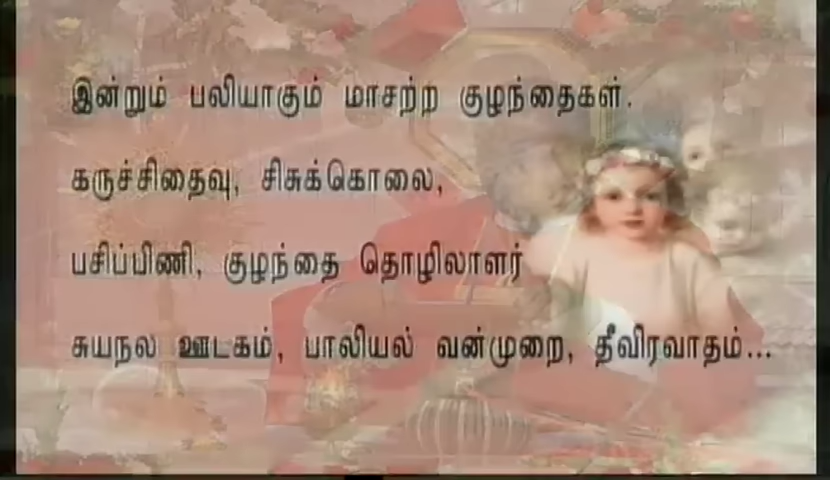 இன்றும் பலியாகும் மாசற்ற குழந்தைகள்.
கருச்சிதைவு, சிசுக்கொலை,
பசிப்பிணி, குழந்தை தொழிலாளர்
சுயநல ஊடகம், பாலியல் வன்முறை, தீவிரவாதம்...